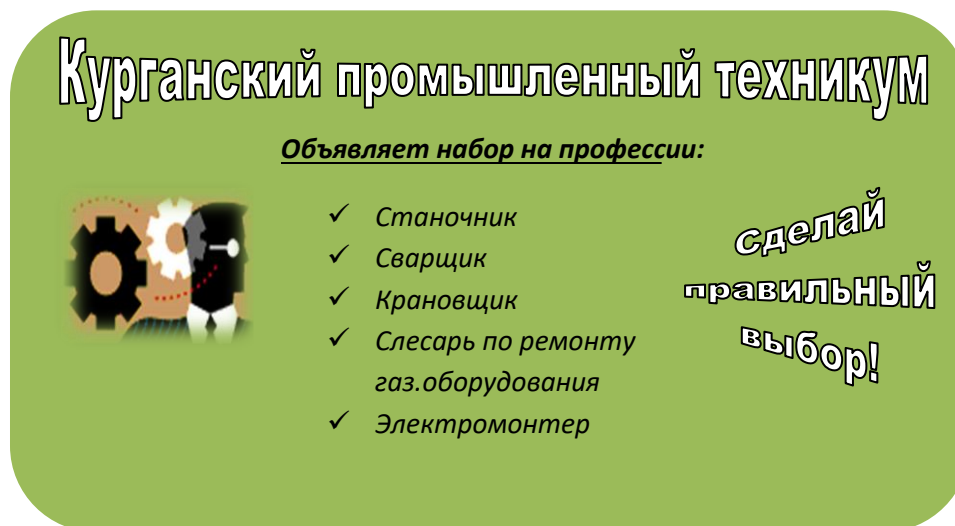 Курганский промышленный техникум
Объявляет набор на профессии:
Станочник
Сварщик
Крановщик
Слесарь по ремонту
газ.оборудования
Электромонтер
Сделай
правильный
выбор!